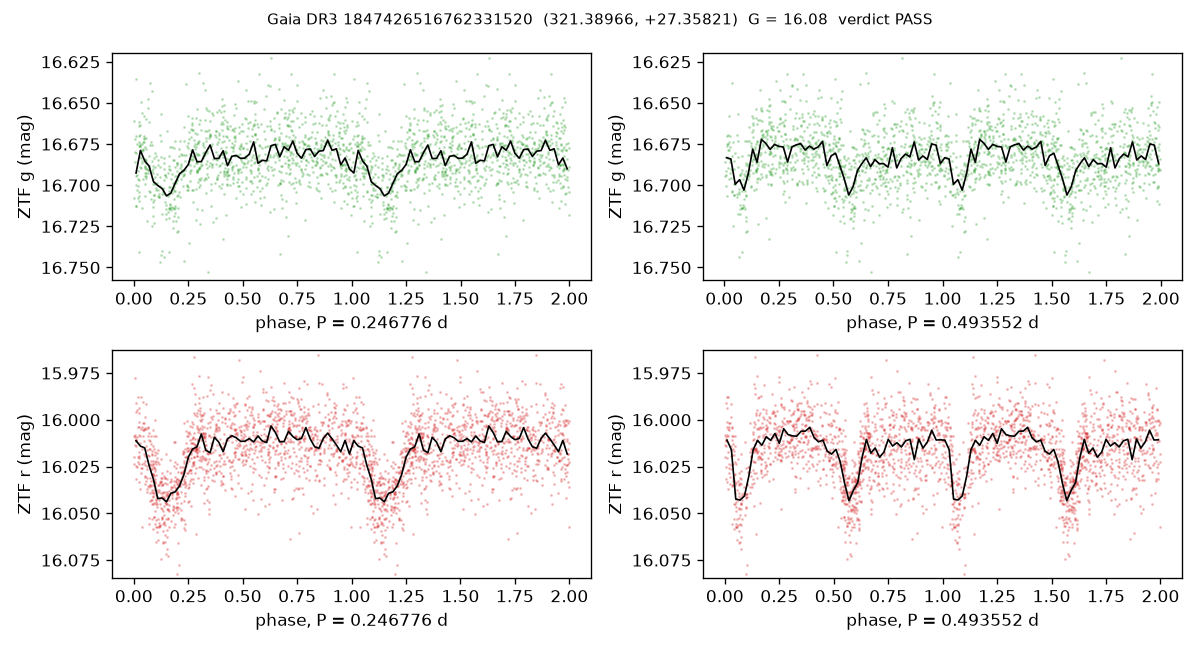 Gaia DR3 1847426516762331520 (321.38966, +27.35821) G = 16.08 verdict PASS
ZTF g (mag)
16.625
16.650
16.675
16.700
16.725
16.750
0.00 0.25 0.50 0.75 1.00 1.25 1.50 1.75 2.00
phase, P = 0.246776 d
ZTF g (mag)
16.625
16.650
16.675
16.700
16.725
16.750
0.00 0.25 0.50 0.75 1.00 1.25 1.50 1.75 2.00
phase, P = 0.493552 d
ZTF r (mag)
15.975
16.000
16.025
16.050
16.075
0.00 0.25 0.50 0.75 1.00 1.25 1.50 1.75 2.00
phase, P = 0.246776 d
ZTF r (mag)
15.975
16.000
16.025
16.050
16.075
0.00 0.25 0.50 0.75 1.00 1.25 1.50 1.75 2.00
phase, P = 0.493552 d